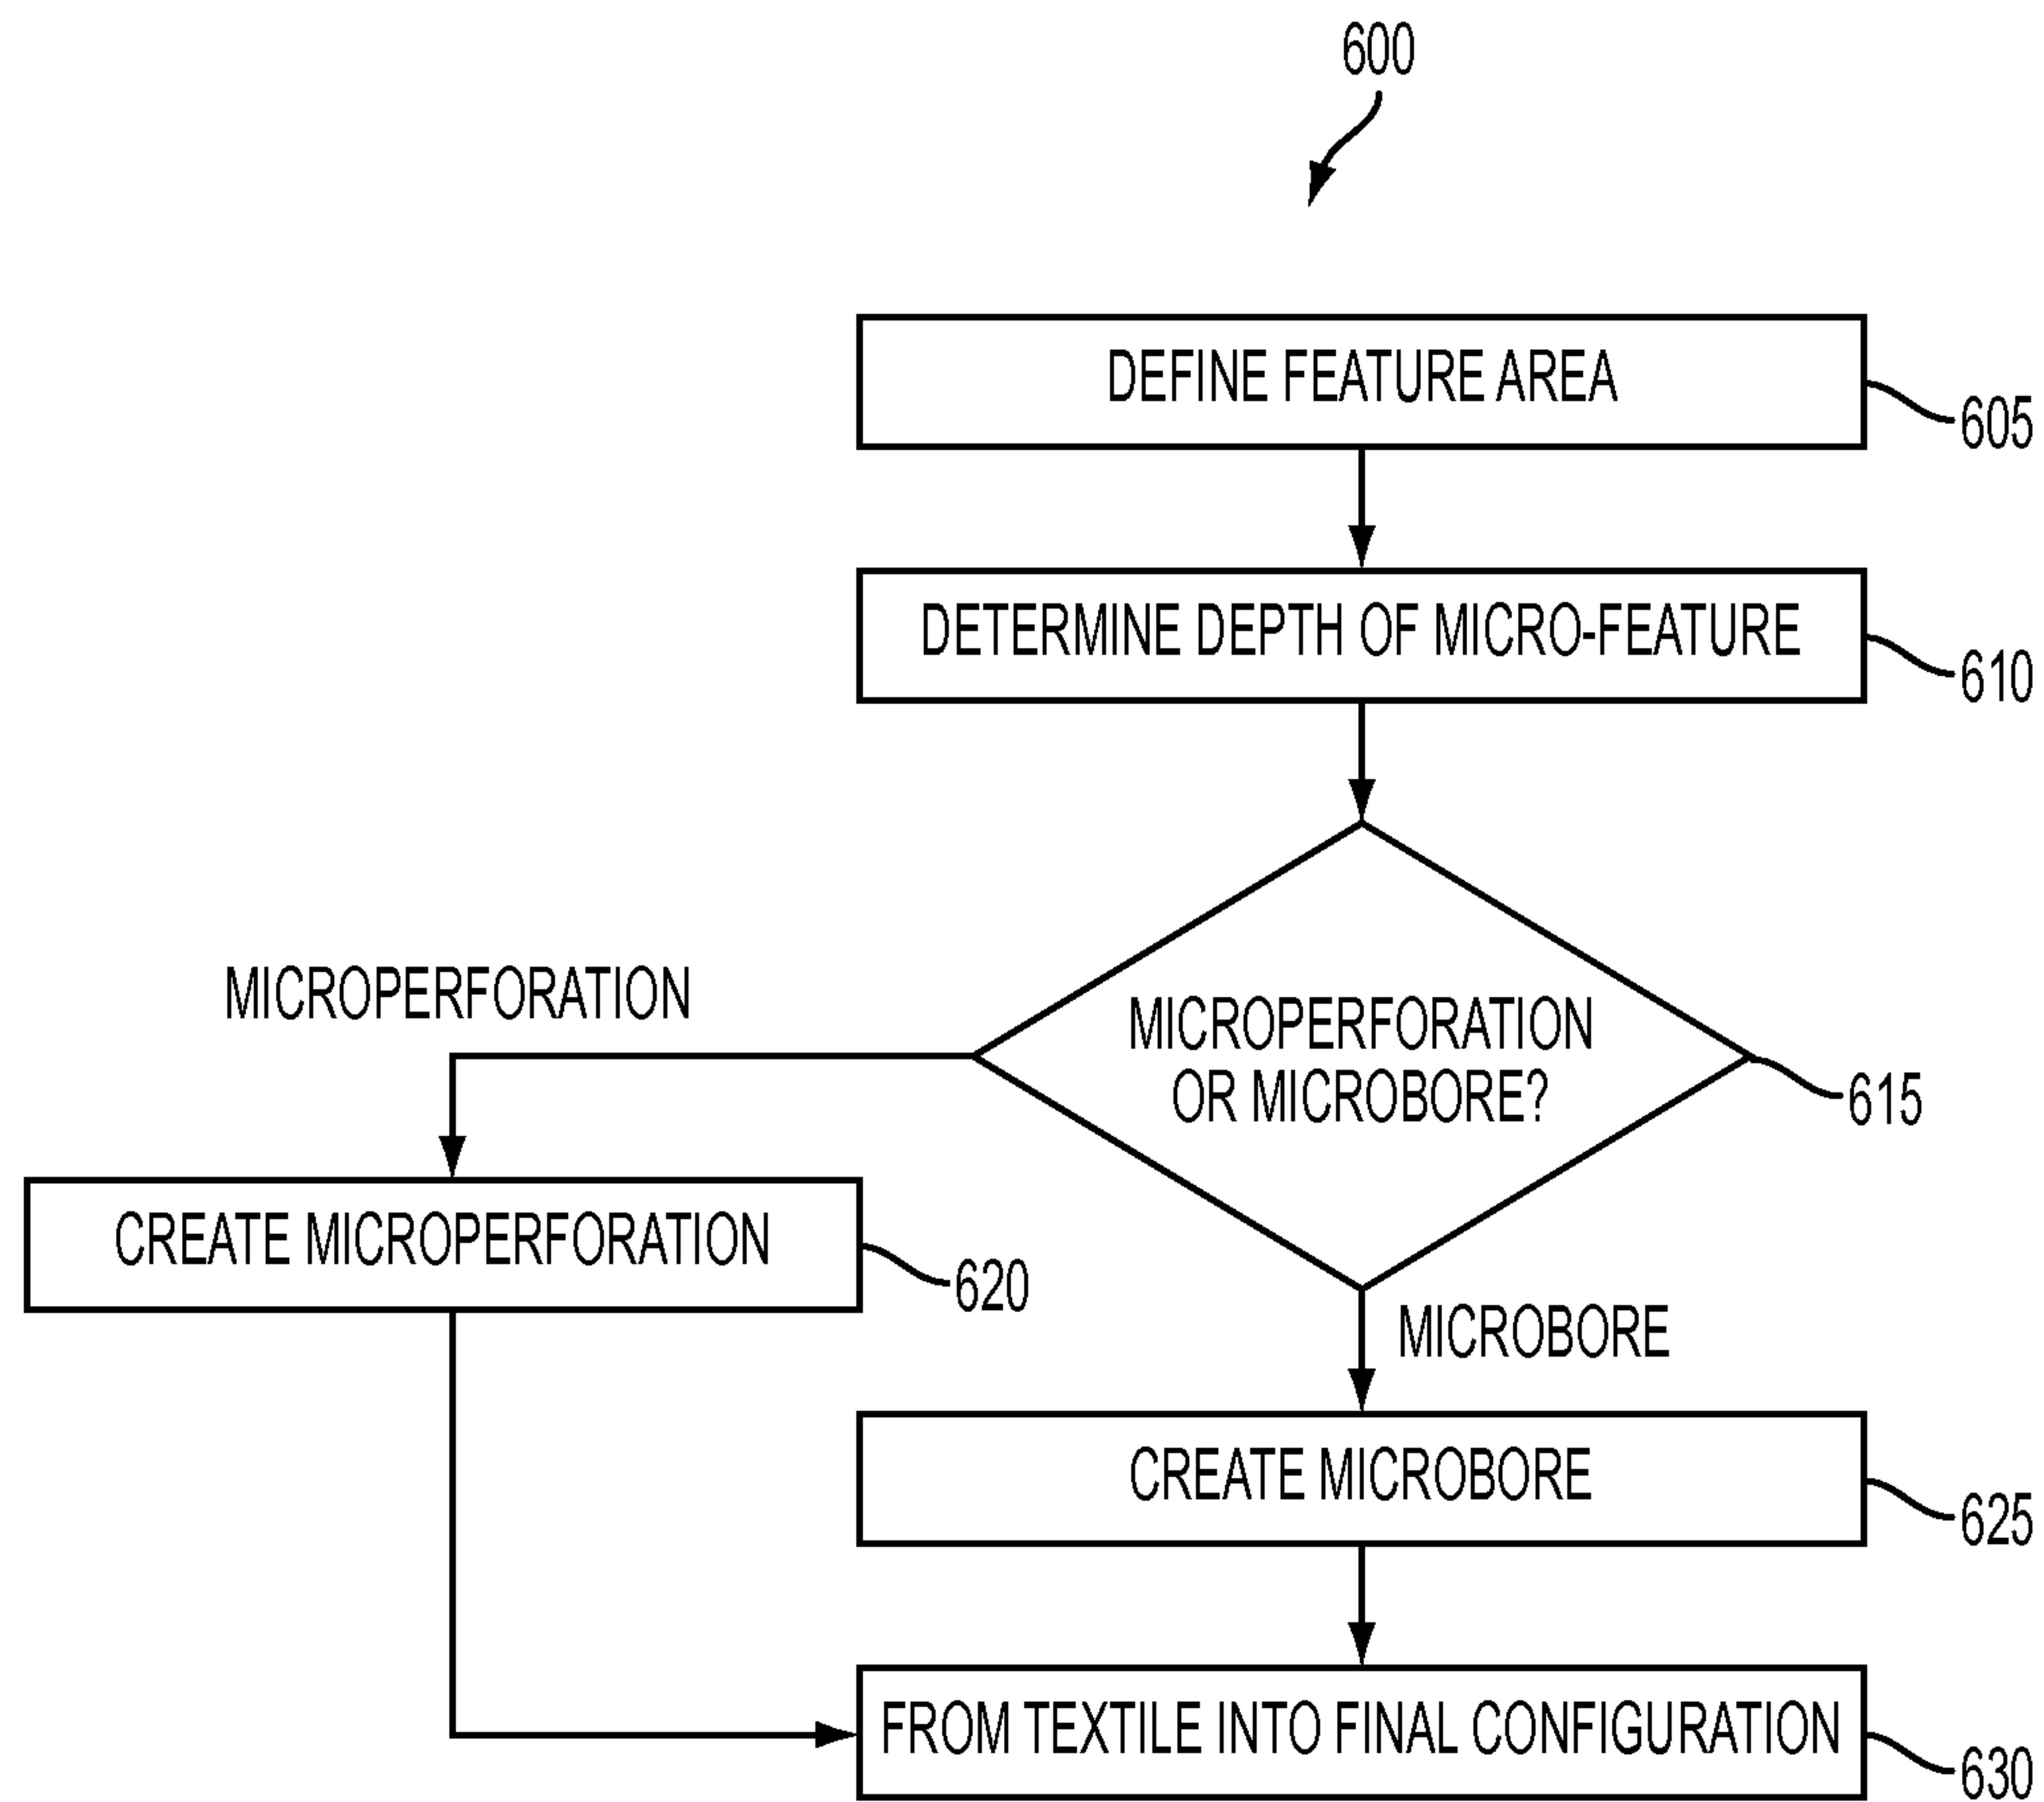 600
DEFINE FEATURE AREA
605
DETERMINE DEPTH OF MICRO-FEATURE
610
MICROPERFORATION
MICROPERFORATION
OR MICROBORE?
615
CREATE MICROPERFORATION
620
MICROBORE
CREATE MICROBORE
625
FROM TEXTILE INTO FINAL CONFIGURATION
630